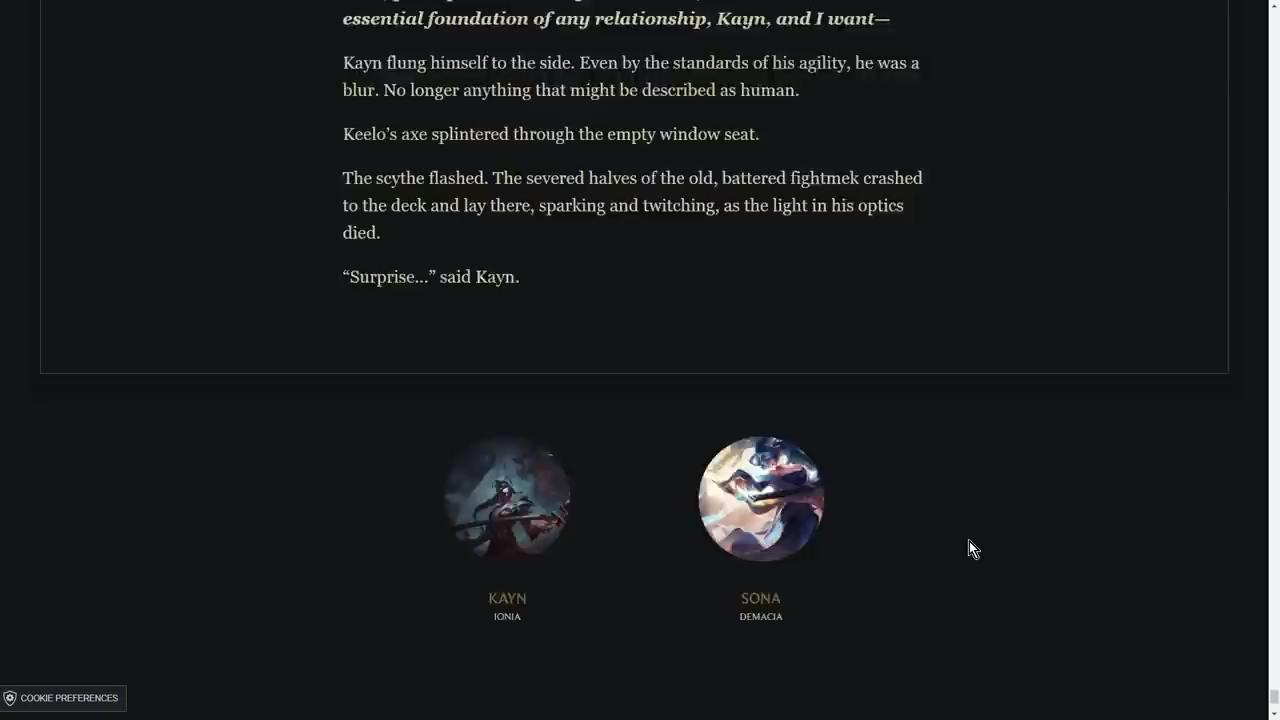 essential foundation of any relationship, Kayn, and I want—
Kayn flung himself to the side. Even by the standards of his agility, he was a
blur. No longer anything that might be described as human.
Keelo’s axe splintered through the empty window seat.
The scythe flashed. The severed halves of the old, battered fightmek crashed
to the deck and lay there, sparking and twitching, as the light in his optics
died.
“Surprise…” said Kayn.
KAYN
IONIA
SONA
DEMACIA
COOKIE PREFERENCES